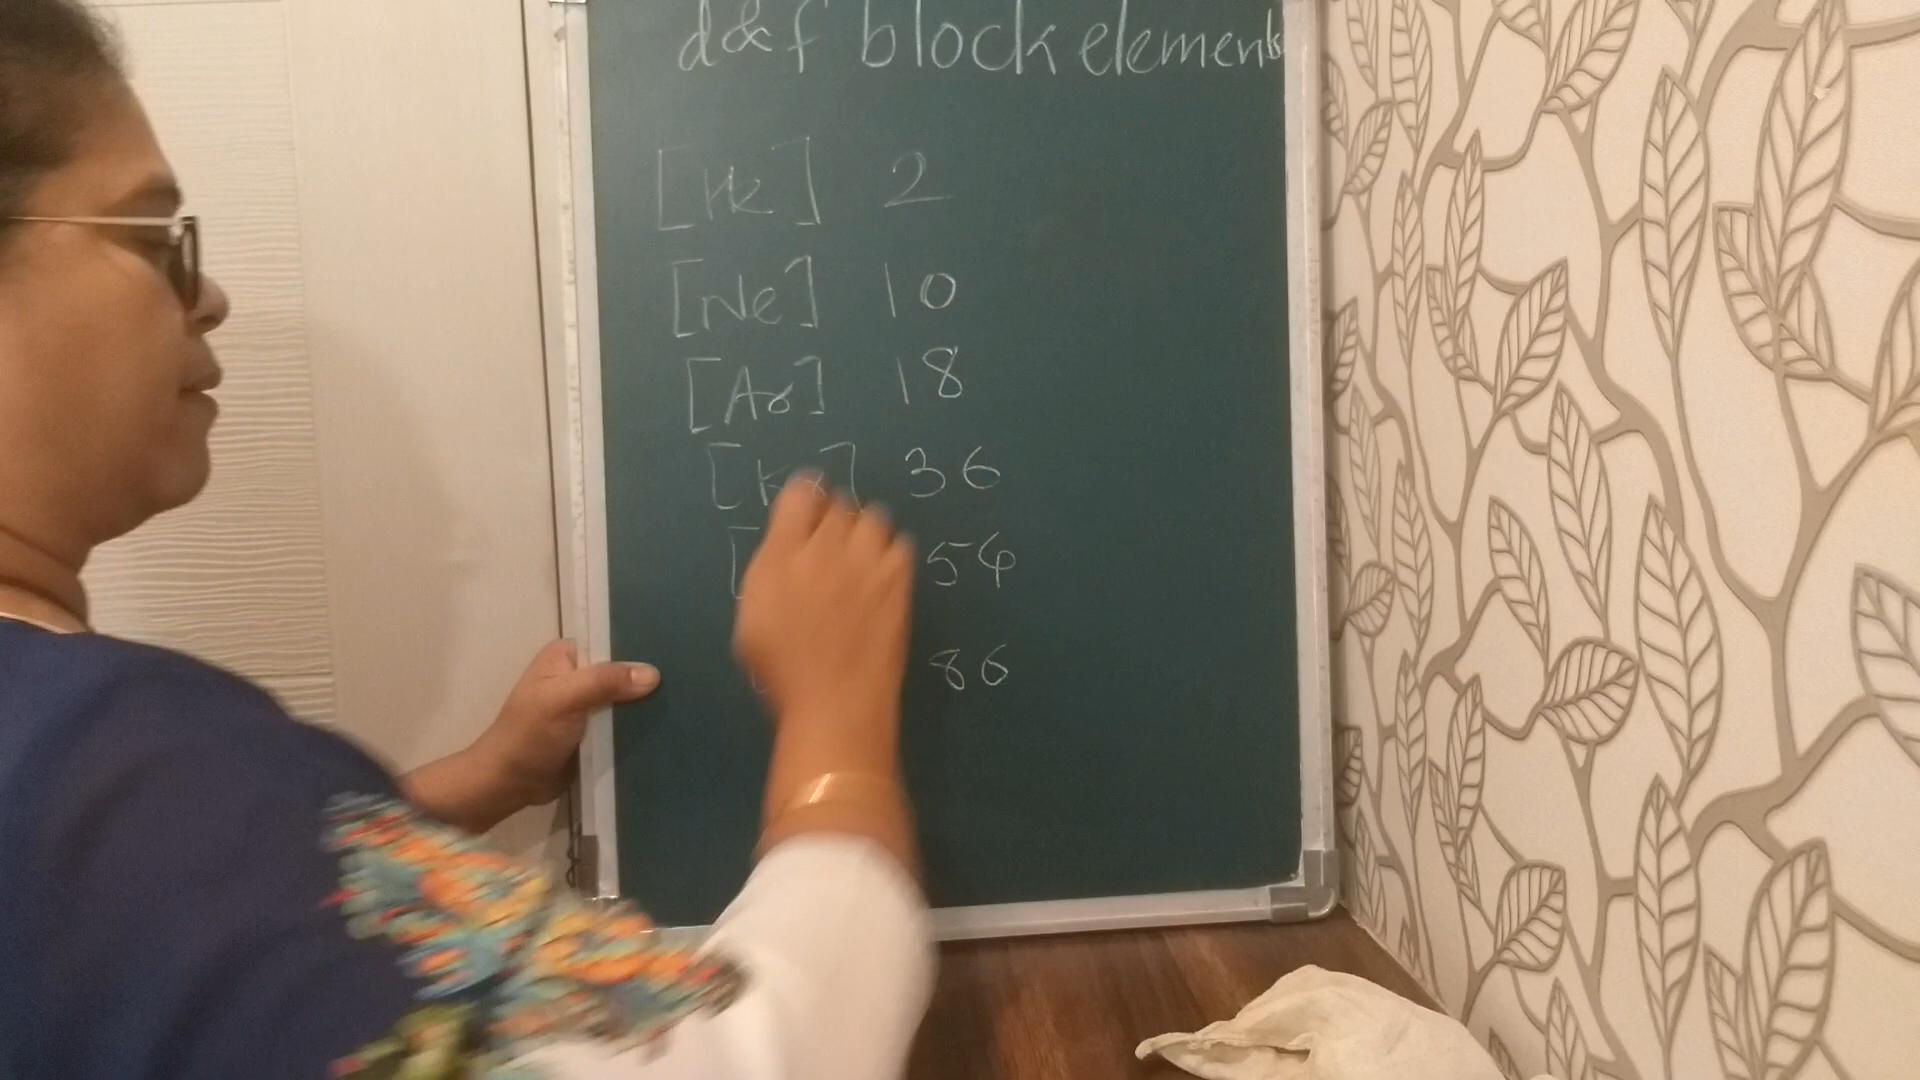 d & f block elements
[He] 2
[Ne] 10
[Ar] 18
[Kr] 36
[ 54
86